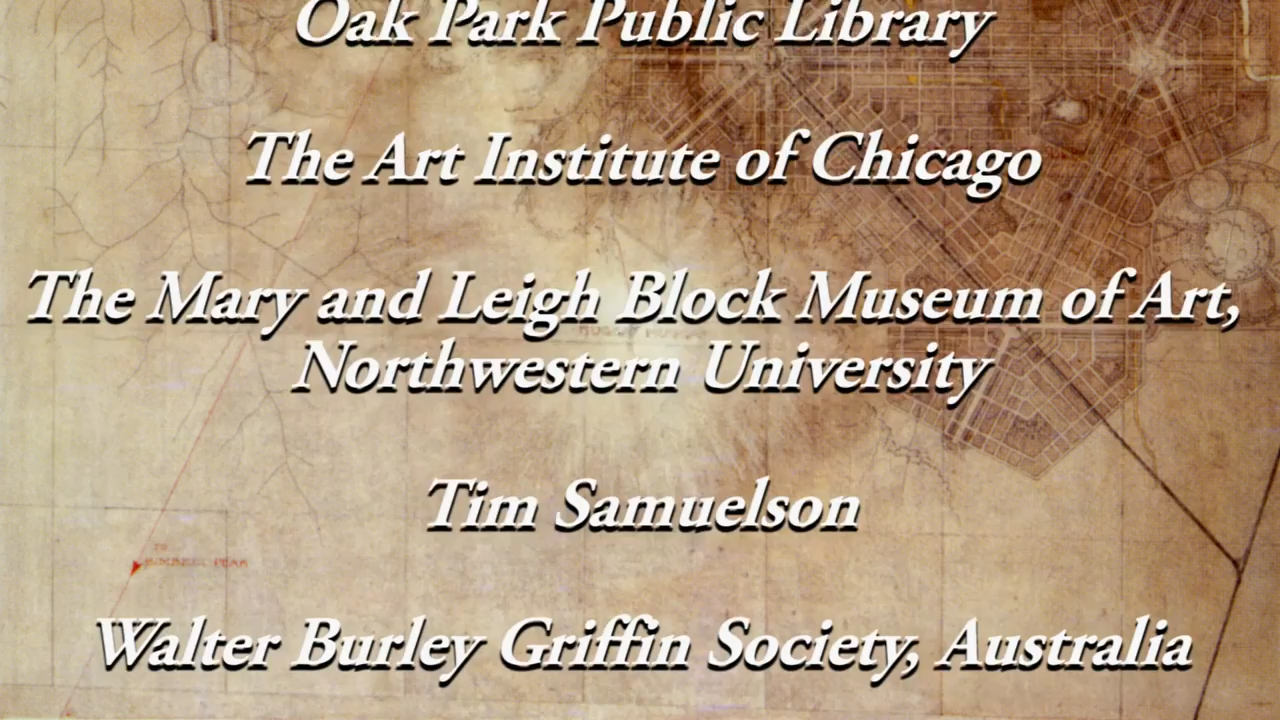 Oak Park Public Library
The Art Institute of Chicago
The Mary and Leigh Block Museum of Art,
Northwestern University
Tim Samuelson
TO
Walter Burley Griffin Society, Australia